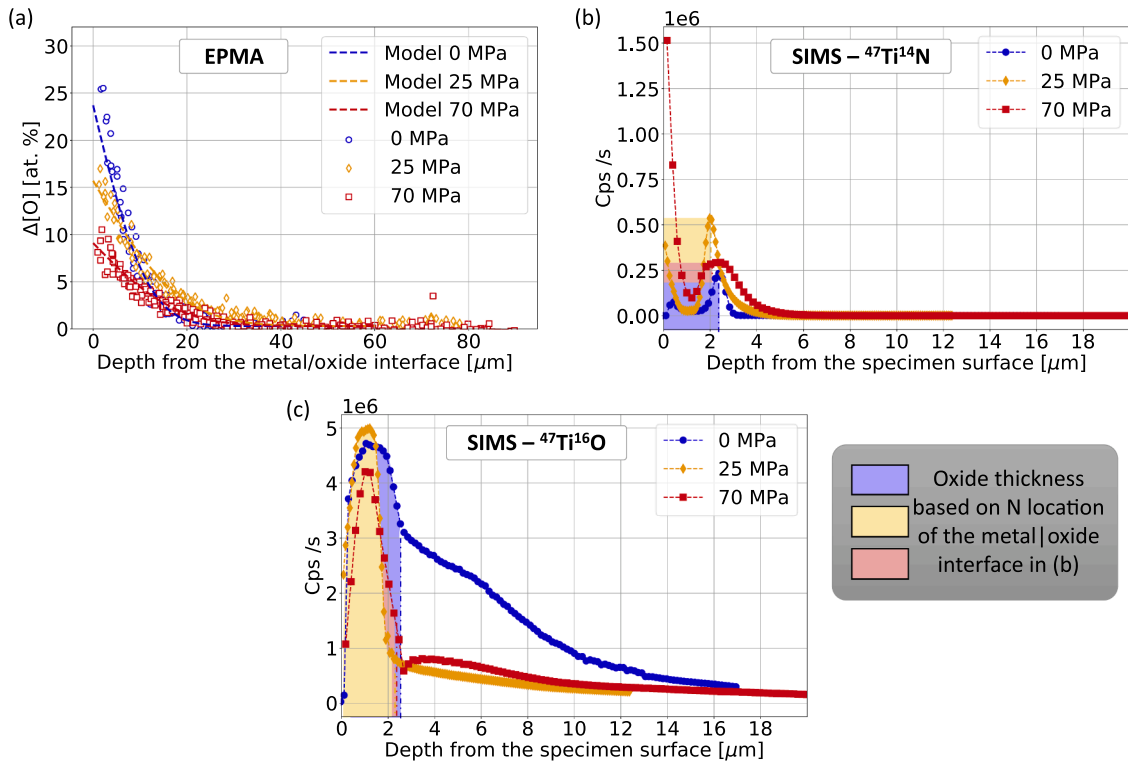 (a)
EPMA
Model 0 MPa
Model 25 MPa
Model 70 MPa
0 MPa
25 MPa
70 MPa
30
25
20
15
10
5
0
Δ[O] [at. %]
0 20 40 60 80
Depth from the metal/oxide interface [μm]
(b)
1e6
SIMS – ⁴⁷Ti¹⁴N
0 MPa
25 MPa
70 MPa
1.50
1.25
1.00
0.75
0.50
0.25
0.00
Cps /s
0 2 4 6 8 10 12 14 16 18
Depth from the specimen surface [μm]
(c)
1e6
SIMS – ⁴⁷Ti¹⁶O
0 MPa
25 MPa
70 MPa
5
4
3
2
1
0
Cps /s
0 2 4 6 8 10 12 14 16 18
Depth from the specimen surface [μm]
Oxide thickness
based on N location
of the metal|oxide
interface in (b)